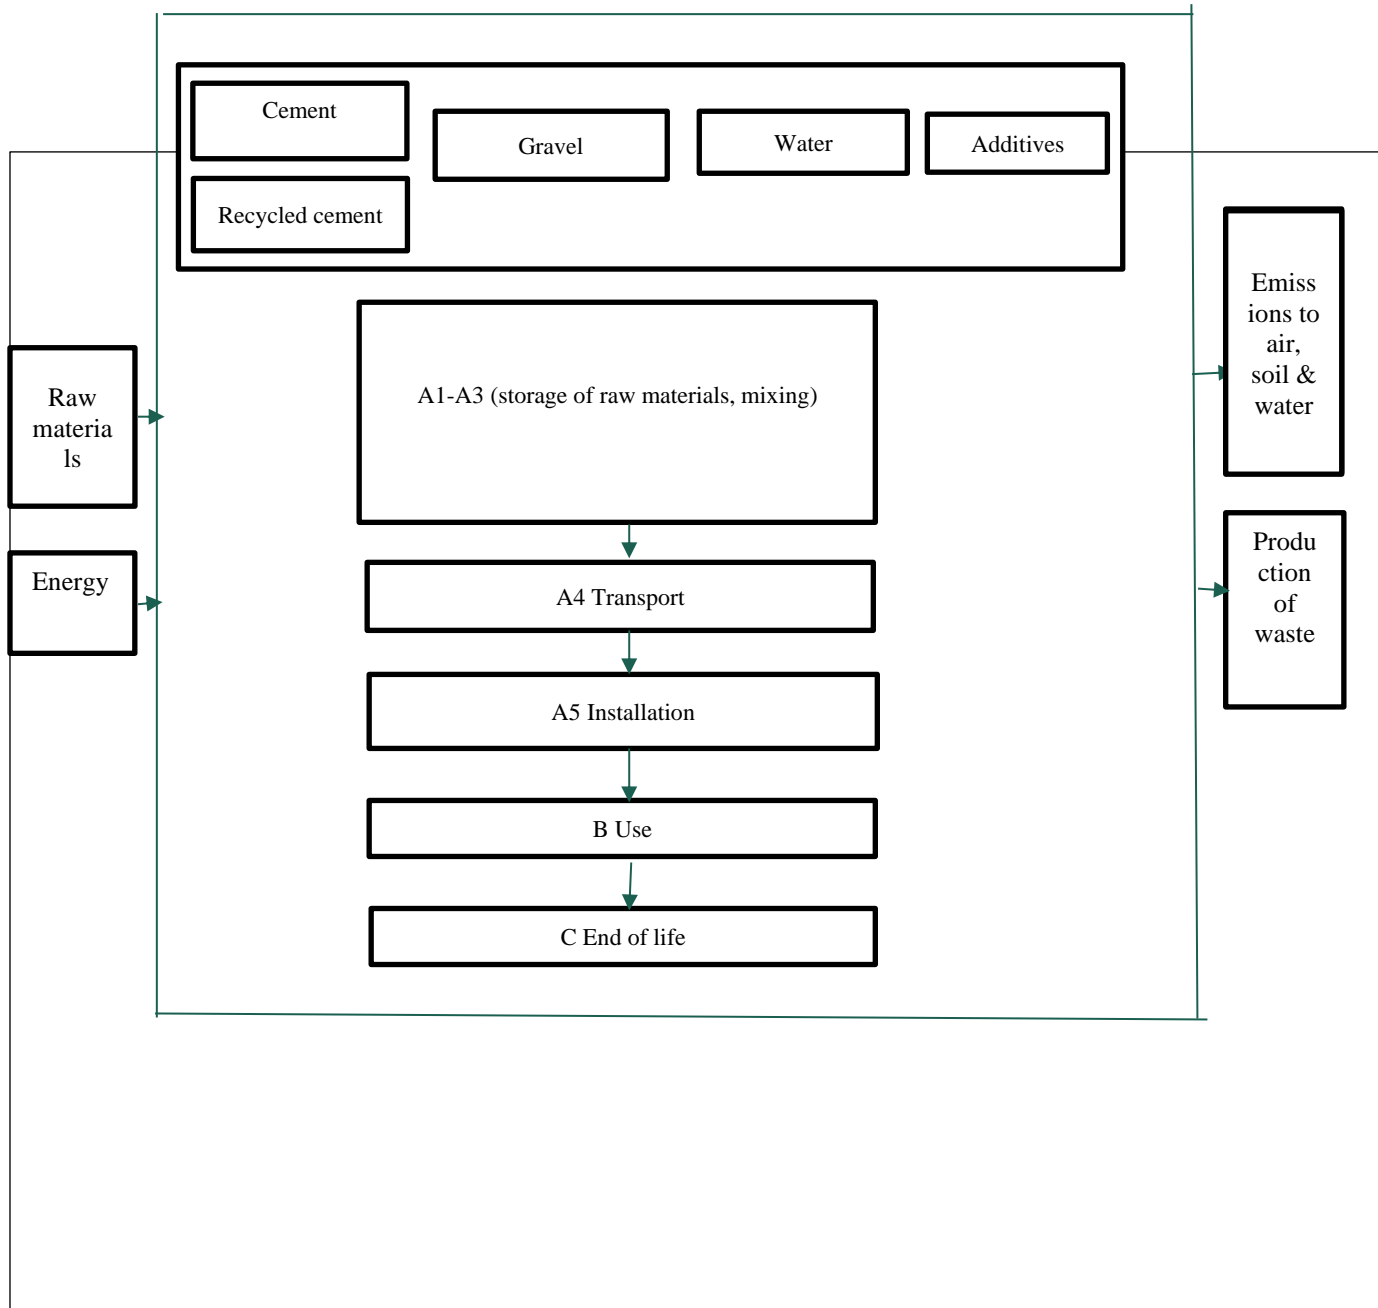 Cement
Gravel
Water
Additives
Recycled cement
Raw
materia
ls
Energy
A1-A3 (storage of raw materials, mixing)
A4 Transport
A5 Installation
B Use
C End of life
Emiss
ions to
air,
soil &
water
Produ
ction
of
waste